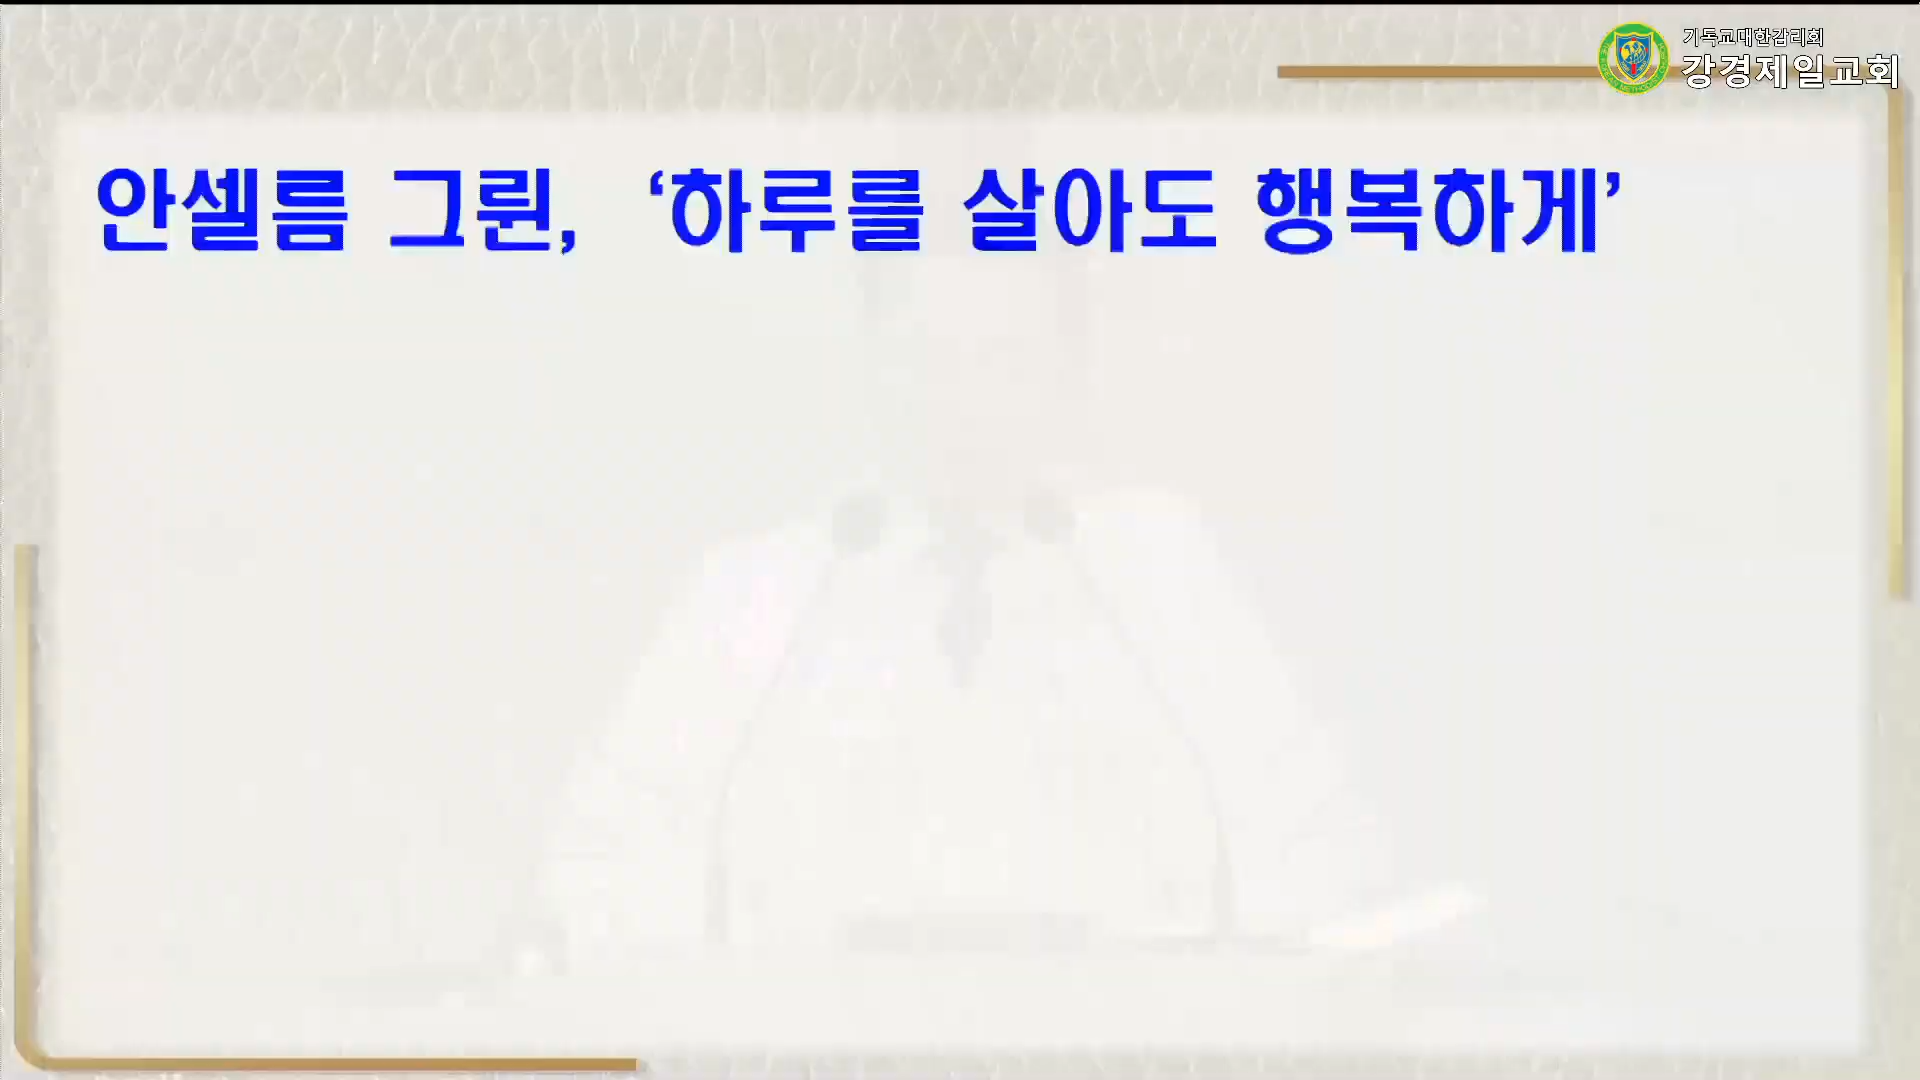 기독교대한감리회
강경제일교회
안셀름 그륀, ‘하루를 살아도 행복하게’